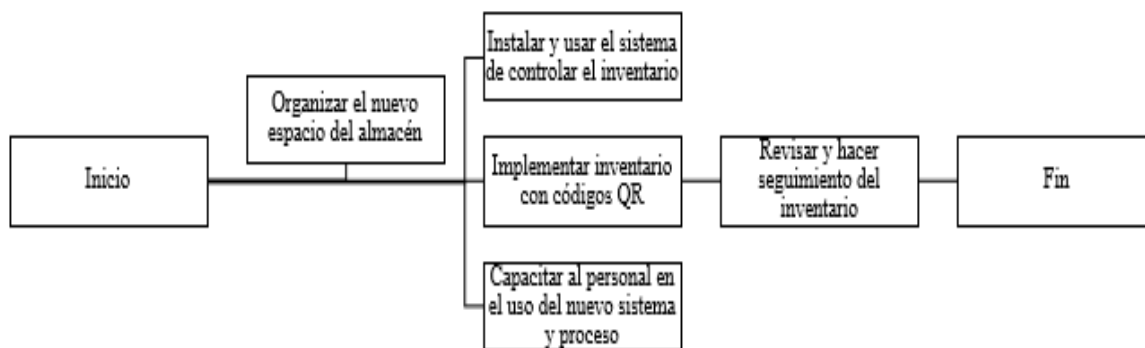 Inicio
Organizar el nuevo
espacio del almacén
Instalar y usar el sistema
de controlar el inventario
Implementar inventario
con códigos QR
Capacitar al personal en
el uso del nuevo sistema
y proceso
Revisar y hacer
seguimiento del
inventario
Fin